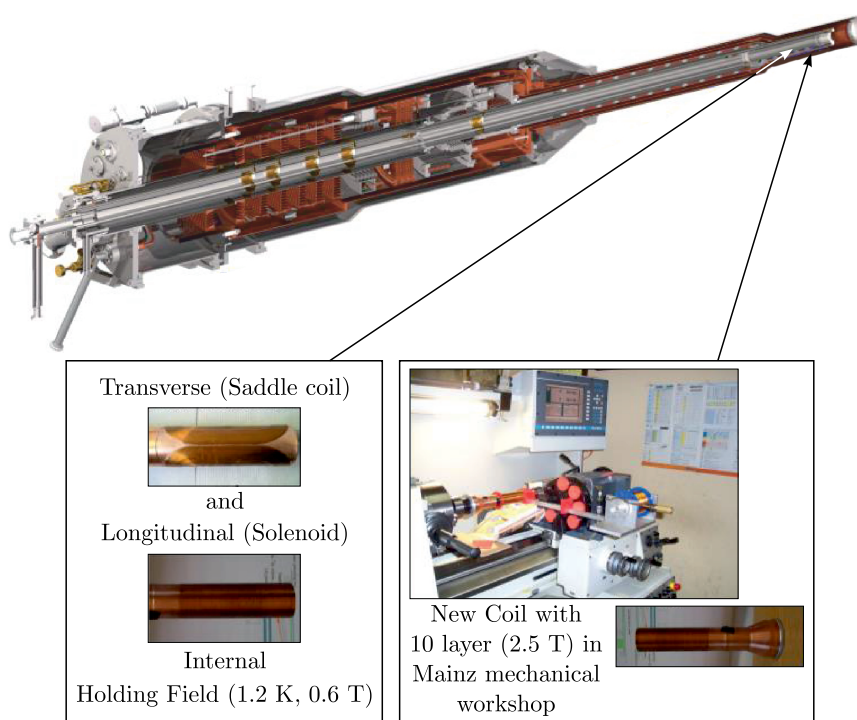 Transverse (Saddle coil)
and
Longitudinal (Solenoid)
Internal
Holding Field (1.2 K, 0.6 T)
New Coil with
10 layer (2.5 T) in
Mainz mechanical
workshop